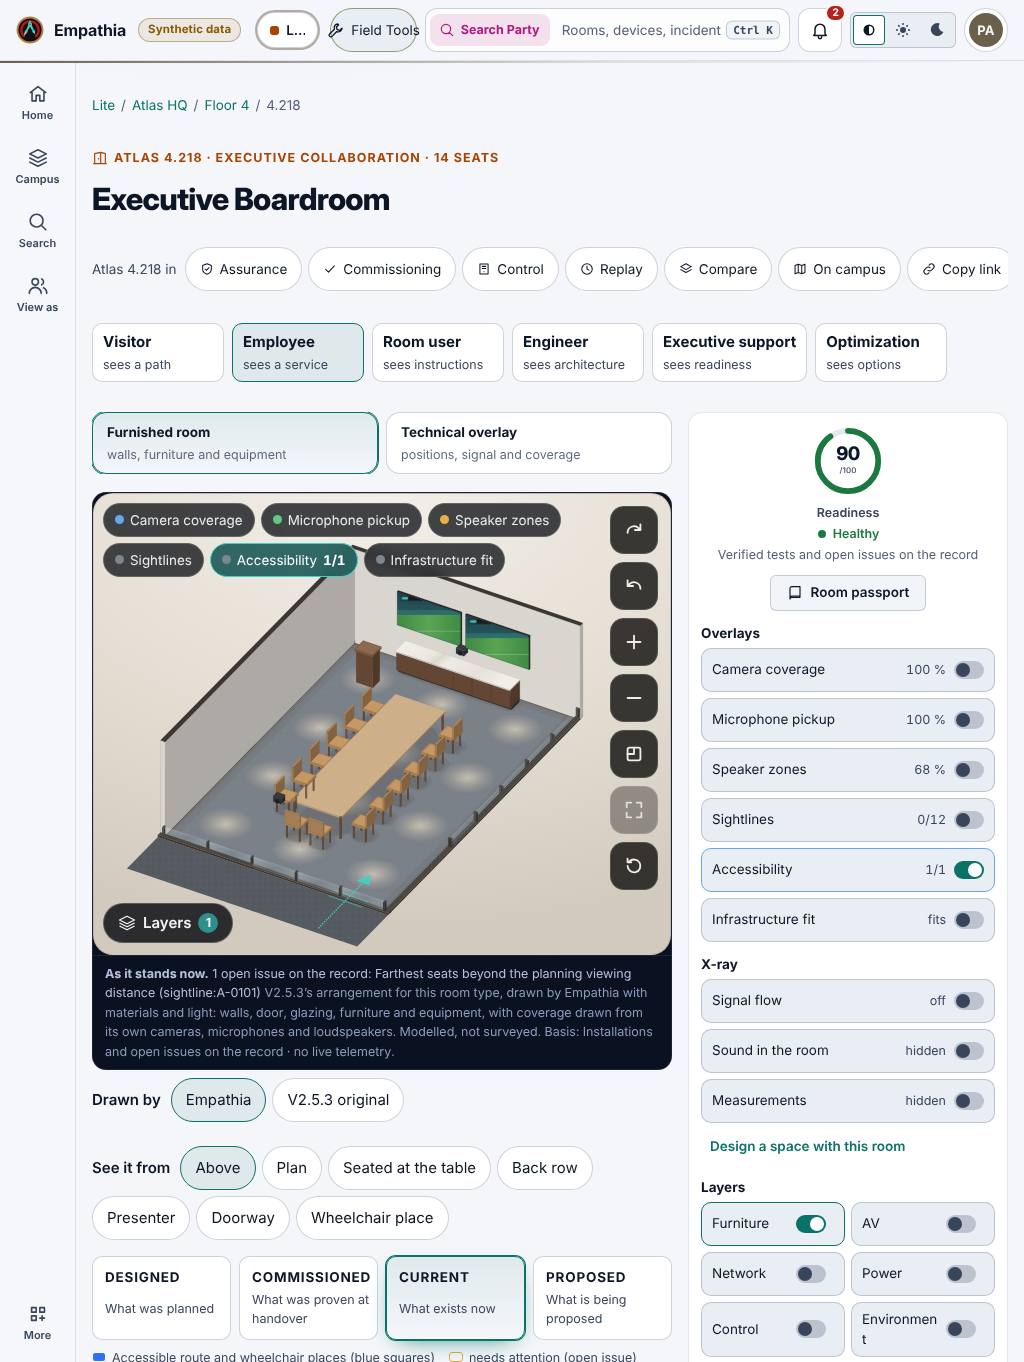 Empathia
Synthetic data
L...
Field Tools
Search Party
Rooms, devices, incident
Ctrl K
2
PA
Home
Campus
Search
View as
More
Lite / Atlas HQ / Floor 4 / 4.218
ATLAS 4.218 · EXECUTIVE COLLABORATION · 14 SEATS
Executive Boardroom
Atlas 4.218 in
Assurance
Commissioning
Control
Replay
Compare
On campus
Copy link
Visitor
sees a path
Employee
sees a service
Room user
sees instructions
Engineer
sees architecture
Executive support
sees readiness
Optimization
sees options
Furnished room
walls, furniture and equipment
Technical overlay
positions, signal and coverage
Camera coverage
Microphone pickup
Speaker zones
Sightlines
Accessibility 1/1
Infrastructure fit
Layers 1
As it stands now. 1 open issue on the record: Farthest seats beyond the planning viewing
distance (sightline:A-0101) V2.5.3's arrangement for this room type, drawn by Empathia with
materials and light: walls, door, glazing, furniture and equipment, with coverage drawn from
its own cameras, microphones and loudspeakers. Modelled, not surveyed. Basis: Installations
and open issues on the record · no live telemetry.
Drawn by
Empathia
V2.5.3 original
See it from
Above
Plan
Seated at the table
Back row
Presenter
Doorway
Wheelchair place
DESIGNED
What was planned
COMMISSIONED
What was proven at
handover
CURRENT
What exists now
PROPOSED
What is being
proposed
Accessible route and wheelchair places (blue squares)
needs attention (open issue)
90
/100
Readiness
Healthy
Verified tests and open issues on the record
Room passport
Overlays
Camera coverage 100 %
Microphone pickup 100 %
Speaker zones 68 %
Sightlines 0/12
Accessibility 1/1
Infrastructure fit fits
X-ray
Signal flow off
Sound in the room hidden
Measurements hidden
Design a space with this room
Layers
Furniture
AV
Network
Power
Control
Environmen
t